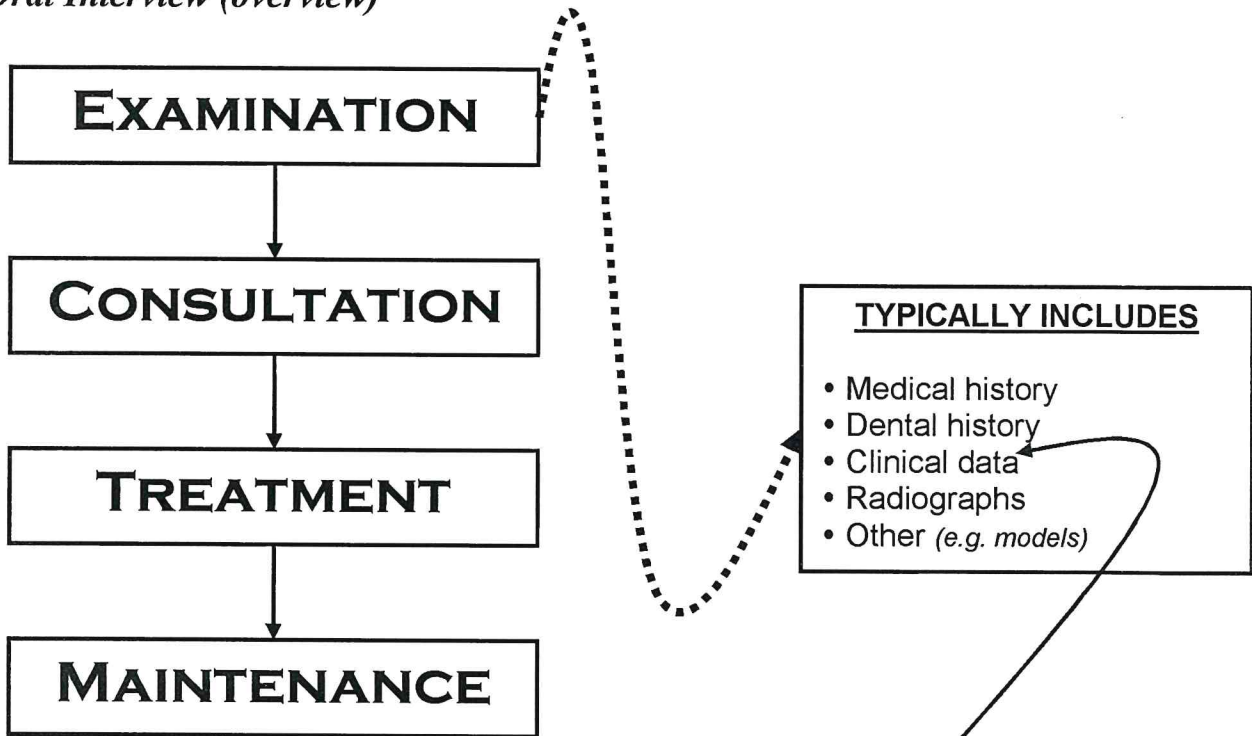 Oral Interview (overview)
EXAMINATION
CONSULTATION
TREATMENT
MAINTENANCE
TYPICALLY INCLUDES
• Medical history
• Dental history
• Clinical data
• Radiographs
• Other (e.g. models)